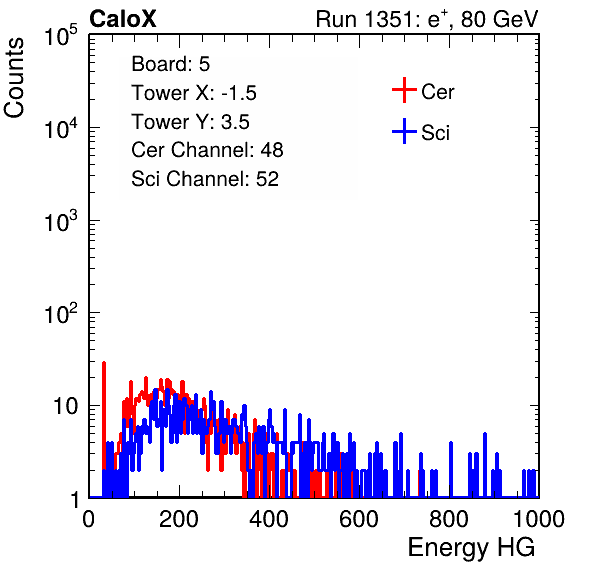 CaloX Run 1351: e⁺, 80 GeV
Counts
10⁵
10⁴
10³
10²
10
1
Board: 5
Tower X: -1.5
Tower Y: 3.5
Cer Channel: 48
Sci Channel: 52
Cer
Sci
0 200 400 600 800 1000
Energy HG